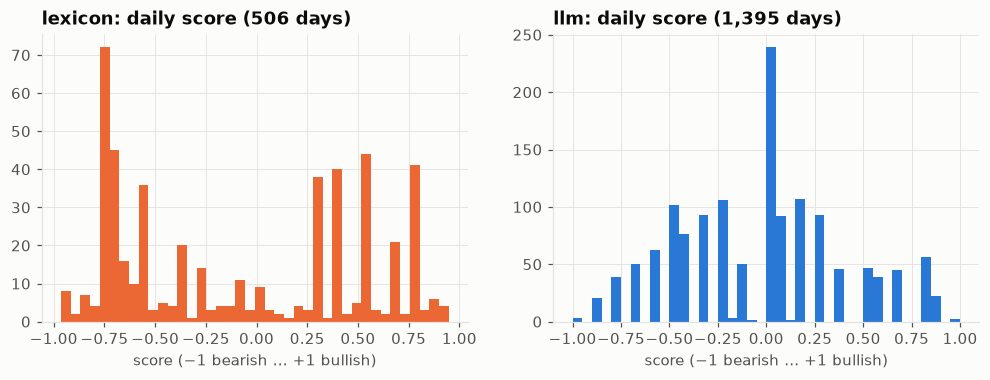 lexicon: daily score (506 days)
70
60
50
40
30
20
10
0
−1.00 −0.75 −0.50 −0.25 0.00 0.25 0.50 0.75 1.00
score (−1 bearish ... +1 bullish)
llm: daily score (1,395 days)
250
200
150
100
50
0
−1.00 −0.75 −0.50 −0.25 0.00 0.25 0.50 0.75 1.00
score (−1 bearish ... +1 bullish)